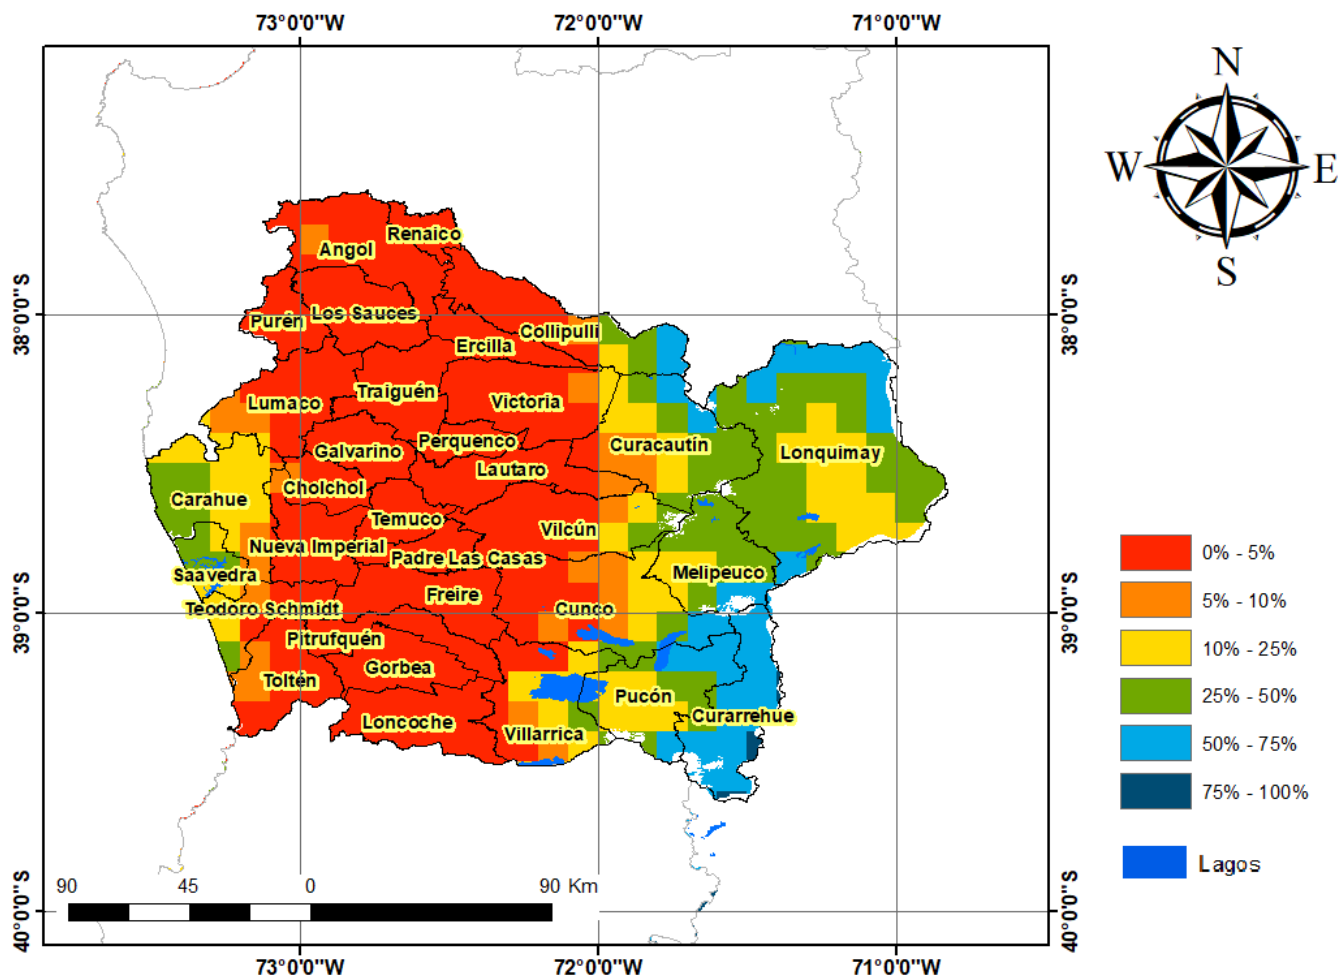 73°0'0"W 72°0'0"W 71°0'0"W
N
W E
S
38°0'0"S 38°0'0"S
39°0'0"S 39°0'0"S
40°0'0"S 40°0'0"S
Renaico
Angol
Los Sauces
Purén
Collipulli
Ercilla
Traiguén
Lumaco
Victoria
Perquenco
Curacautín
Galvarino
Lonquimay
Lautaro
Cholchol
Carahue
Temuco
Vilcún
Nueva Imperial
Padre Las Casas
Saavedra
Melipeuco
Freire
Teodoro Schmidt
Cunco
Pitrufquén
Gorbea
Toltén
Pucón
Loncoche
Curarrehue
Villarrica
0% - 5%
5% - 10%
10% - 25%
25% - 50%
50% - 75%
75% - 100%
Lagos
90 45 0 90 Km
73°0'0"W 72°0'0"W 71°0'0"W